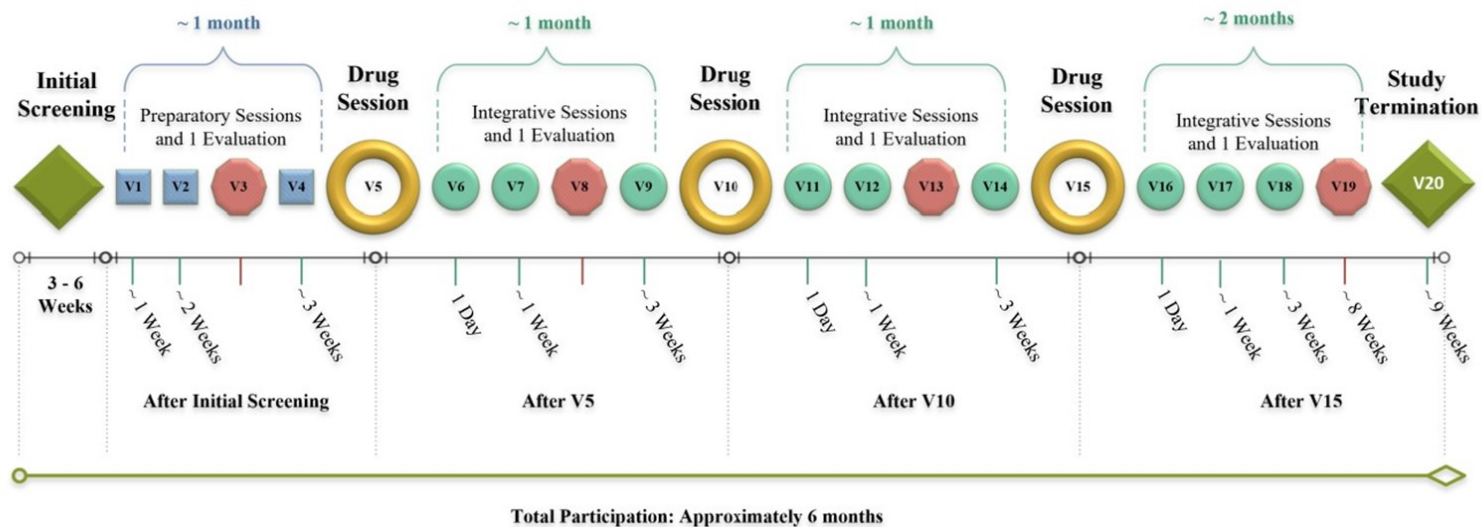 ~ 1 month
~ 1 month
~ 1 month
~ 2 months
Initial
Screening
Preparatory Sessions
and 1 Evaluation
Drug
Session
Integrative Sessions
and 1 Evaluation
Drug
Session
Integrative Sessions
and 1 Evaluation
Drug
Session
Integrative Sessions
and 1 Evaluation
Study
Termination
V1
V2
V3
V4
V5
V6
V7
V8
V9
V10
V11
V12
V13
V14
V15
V16
V17
V18
V19
V20
3 - 6
Weeks
~ 1 Week
~ 2 Weeks
~ 3 Weeks
1 Day
~ 1 Week
~ 3 Weeks
1 Day
~ 1 Week
~ 3 Weeks
1 Day
~ 1 Week
~ 3 Weeks
~ 8 Weeks
~ 9 Weeks
After Initial Screening
After V5
After V10
After V15
Total Participation: Approximately 6 months